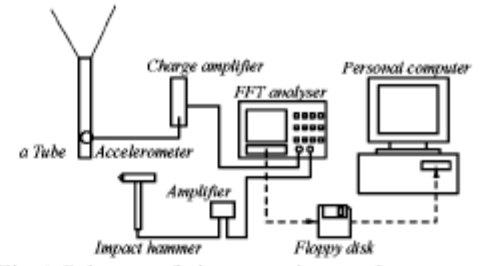 Charge amplifier
Personal computer
FFT analyser
a Tube
Accelerometer
Amplifier
Impact hammer
Floppy disk